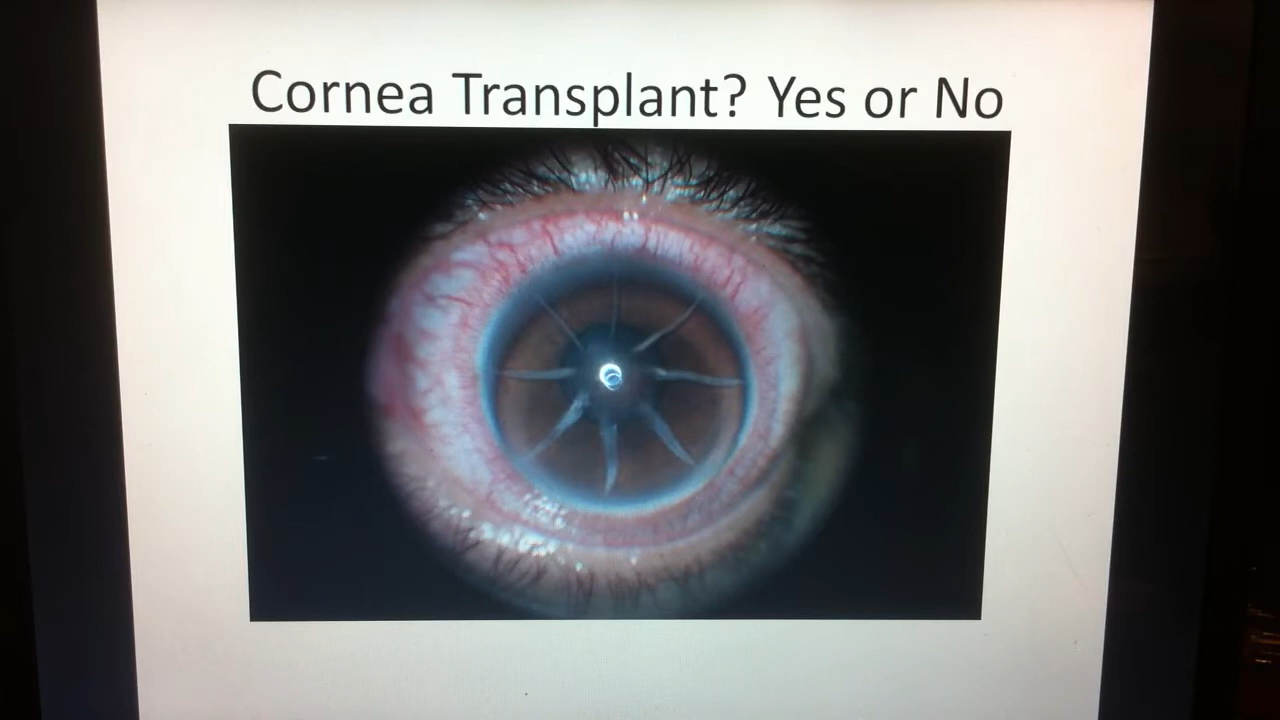 Cornea Transplant? Yes or No